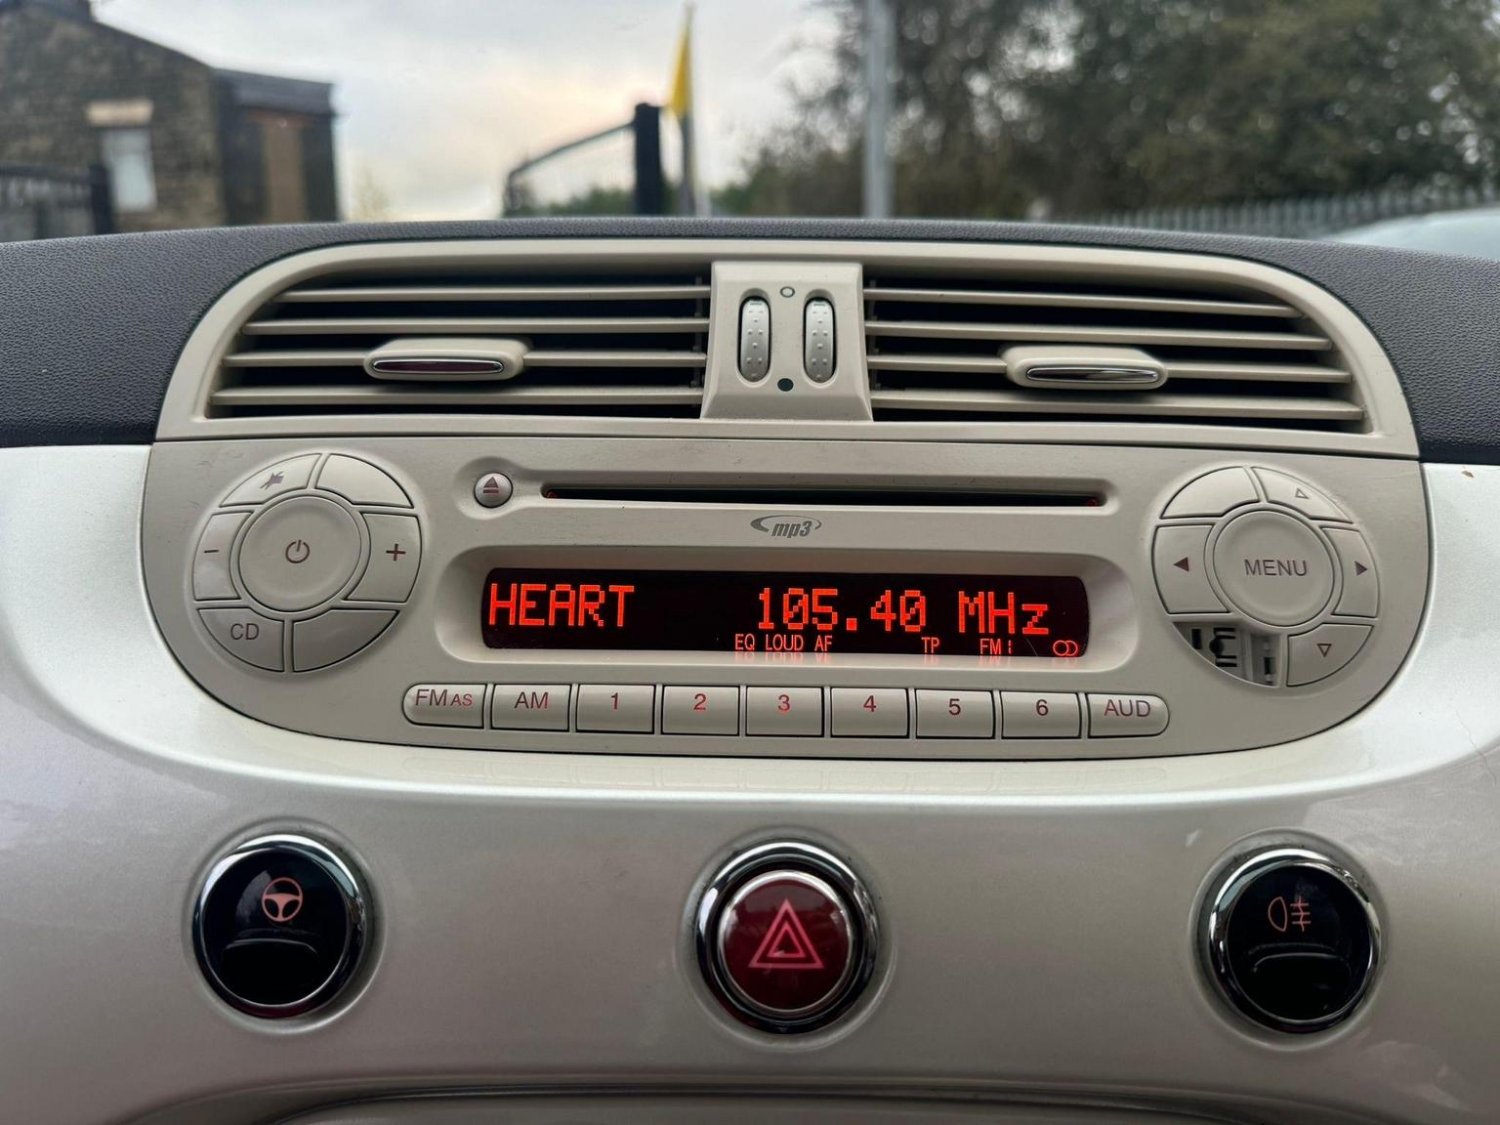 mp3
HEART 105.40 MHz
EQ LOUD AF TP FM1
MENU
CD
FM AS AM 1 2 3 4 5 6 AUD